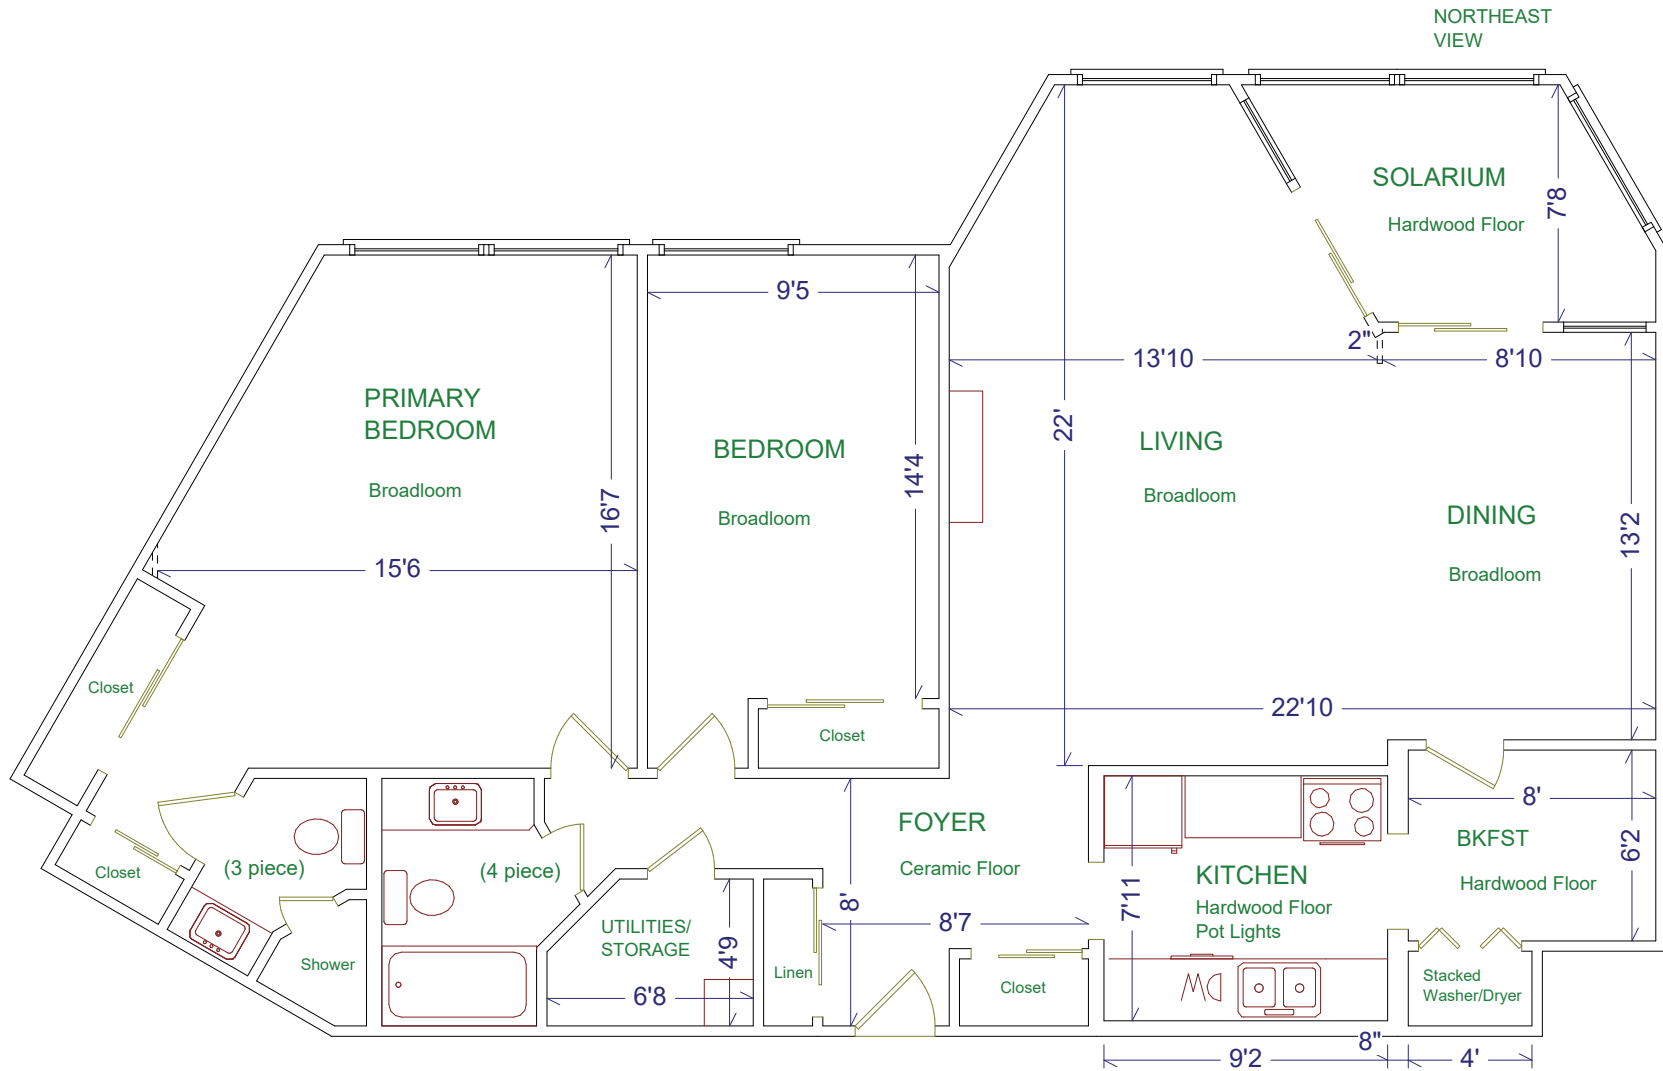 NORTHEAST
VIEW
SOLARIUM
Hardwood Floor
7'8
9'5
2"
13'10
8'10
PRIMARY
BEDROOM
Broadloom
15'6
16'7
BEDROOM
Broadloom
14'4
22'
LIVING
Broadloom
DINING
Broadloom
13'2
22'10
Closet
Closet
Closet
(3 piece)
Shower
(4 piece)
UTILITIES/
STORAGE
6'8
4'9
Linen
8'
FOYER
Ceramic Floor
8'7
Closet
7'11
KITCHEN
Hardwood Floor
Pot Lights
DW
8'
BKFST
Hardwood Floor
6'2
Stacked
Washer/Dryer
9'2
8"
4'